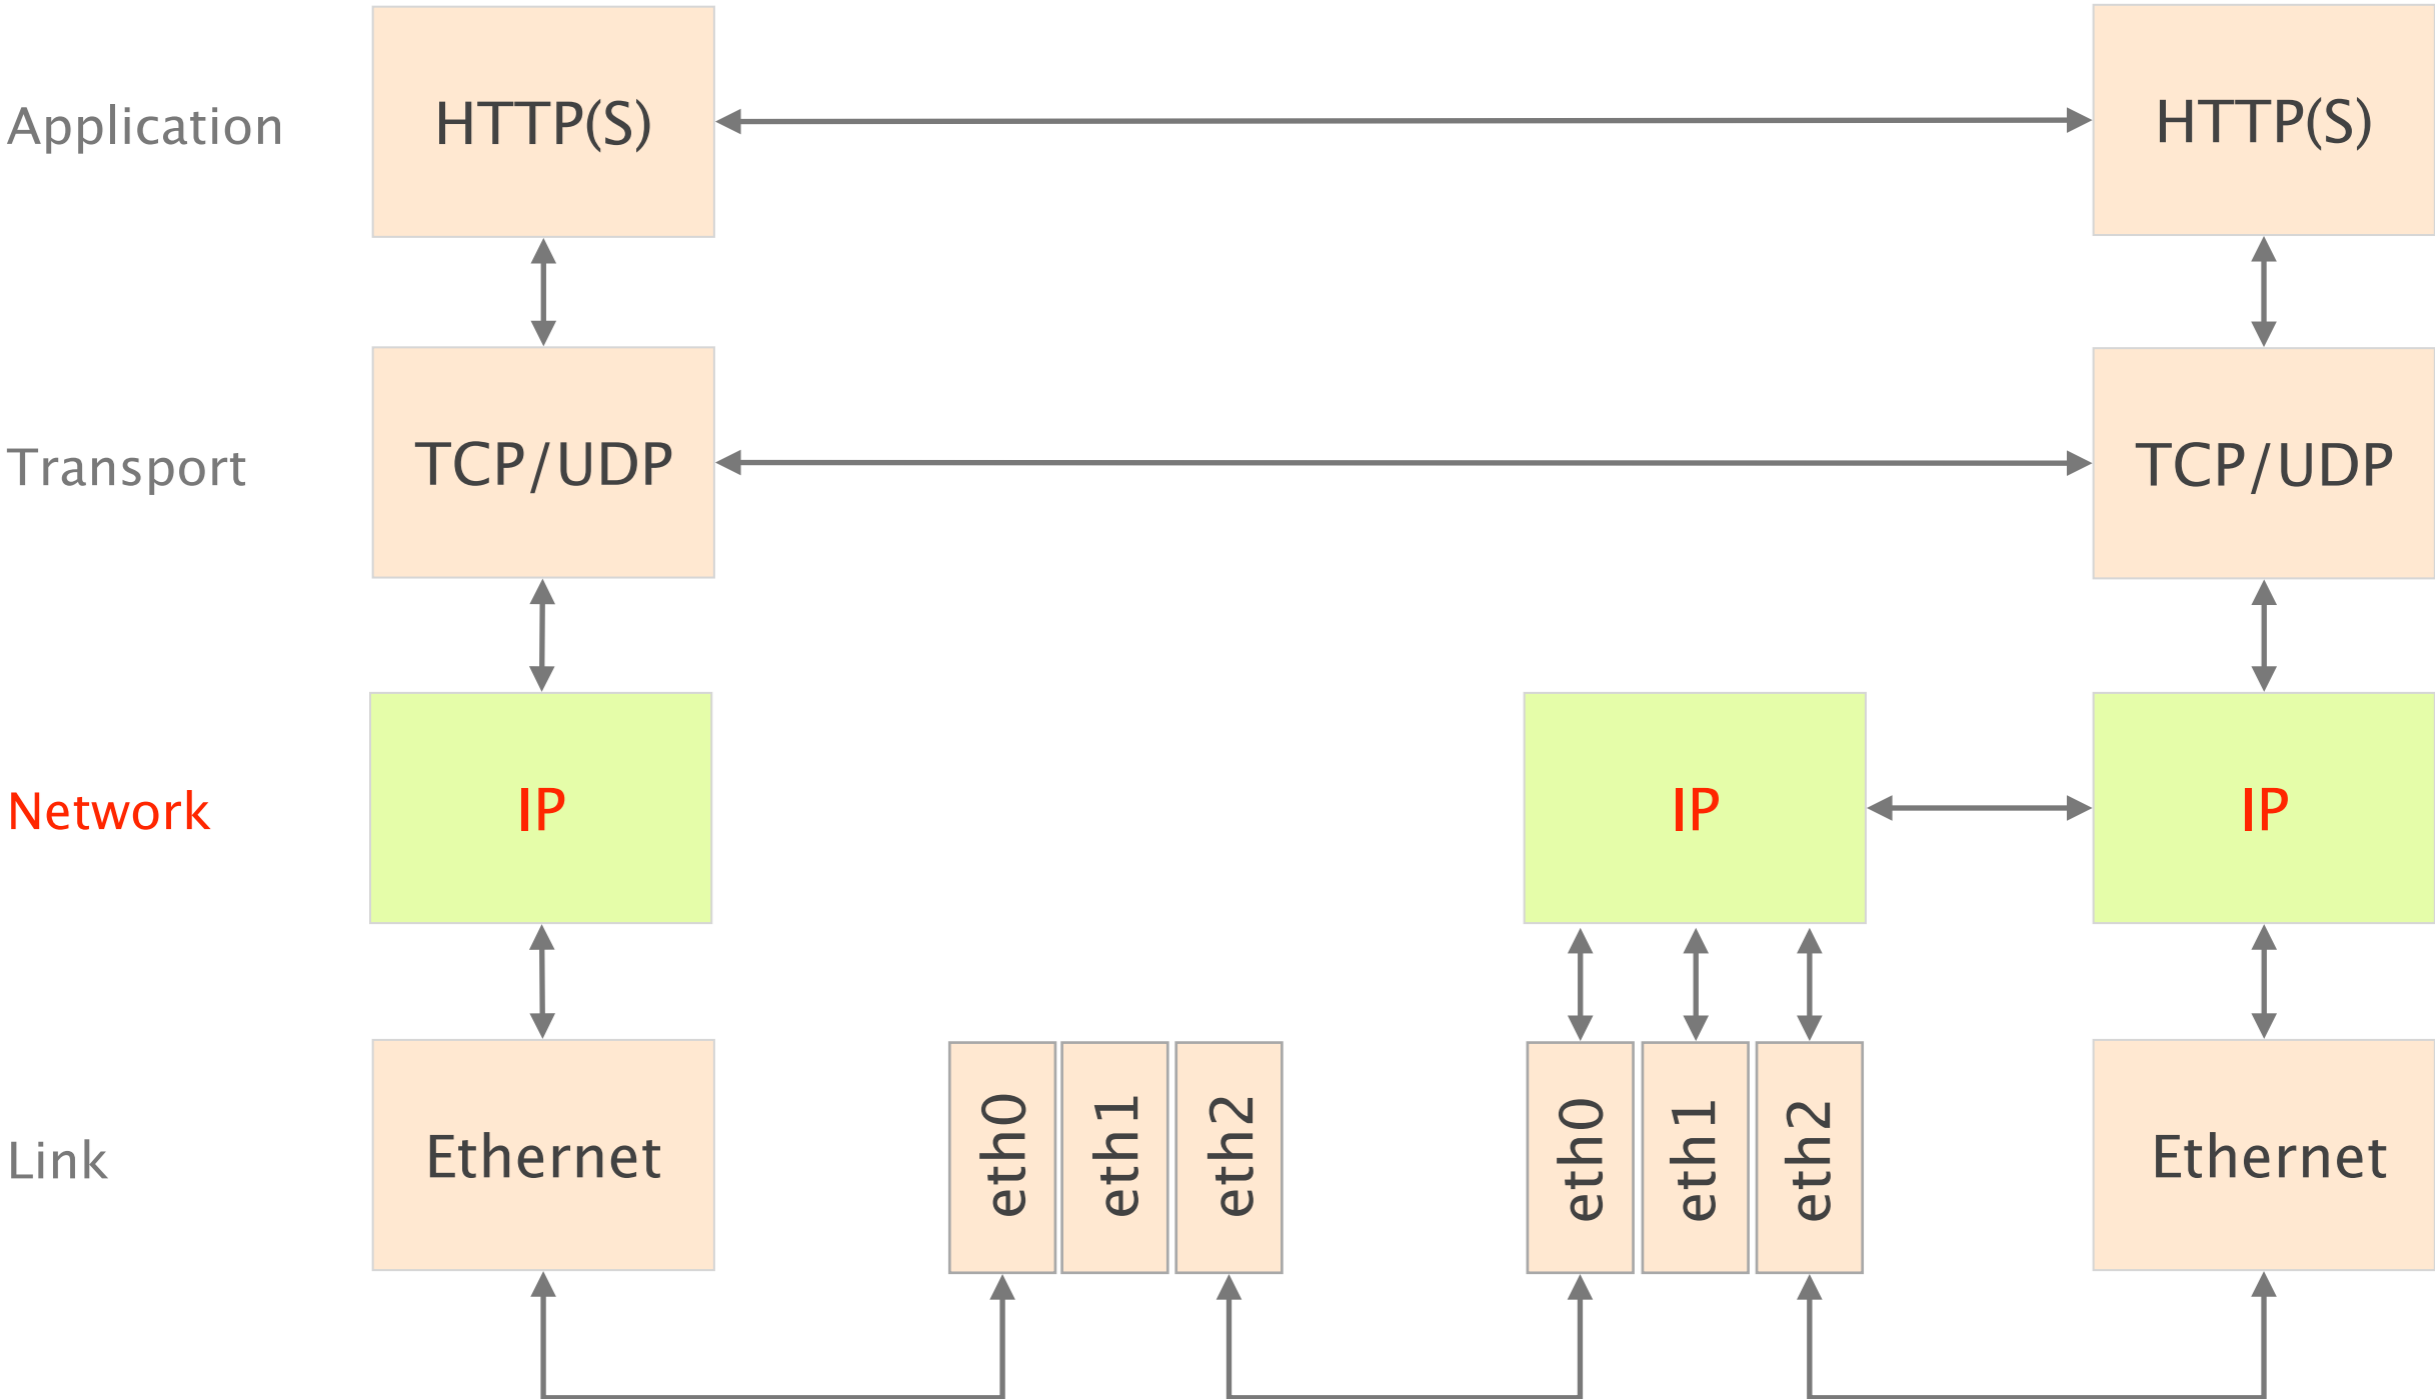 Application
HTTP(S)
HTTP(S)
Transport
TCP/UDP
TCP/UDP
Network
IP
IP
IP
Link
Ethernet
eth0
eth1
eth2
eth0
eth1
eth2
Ethernet